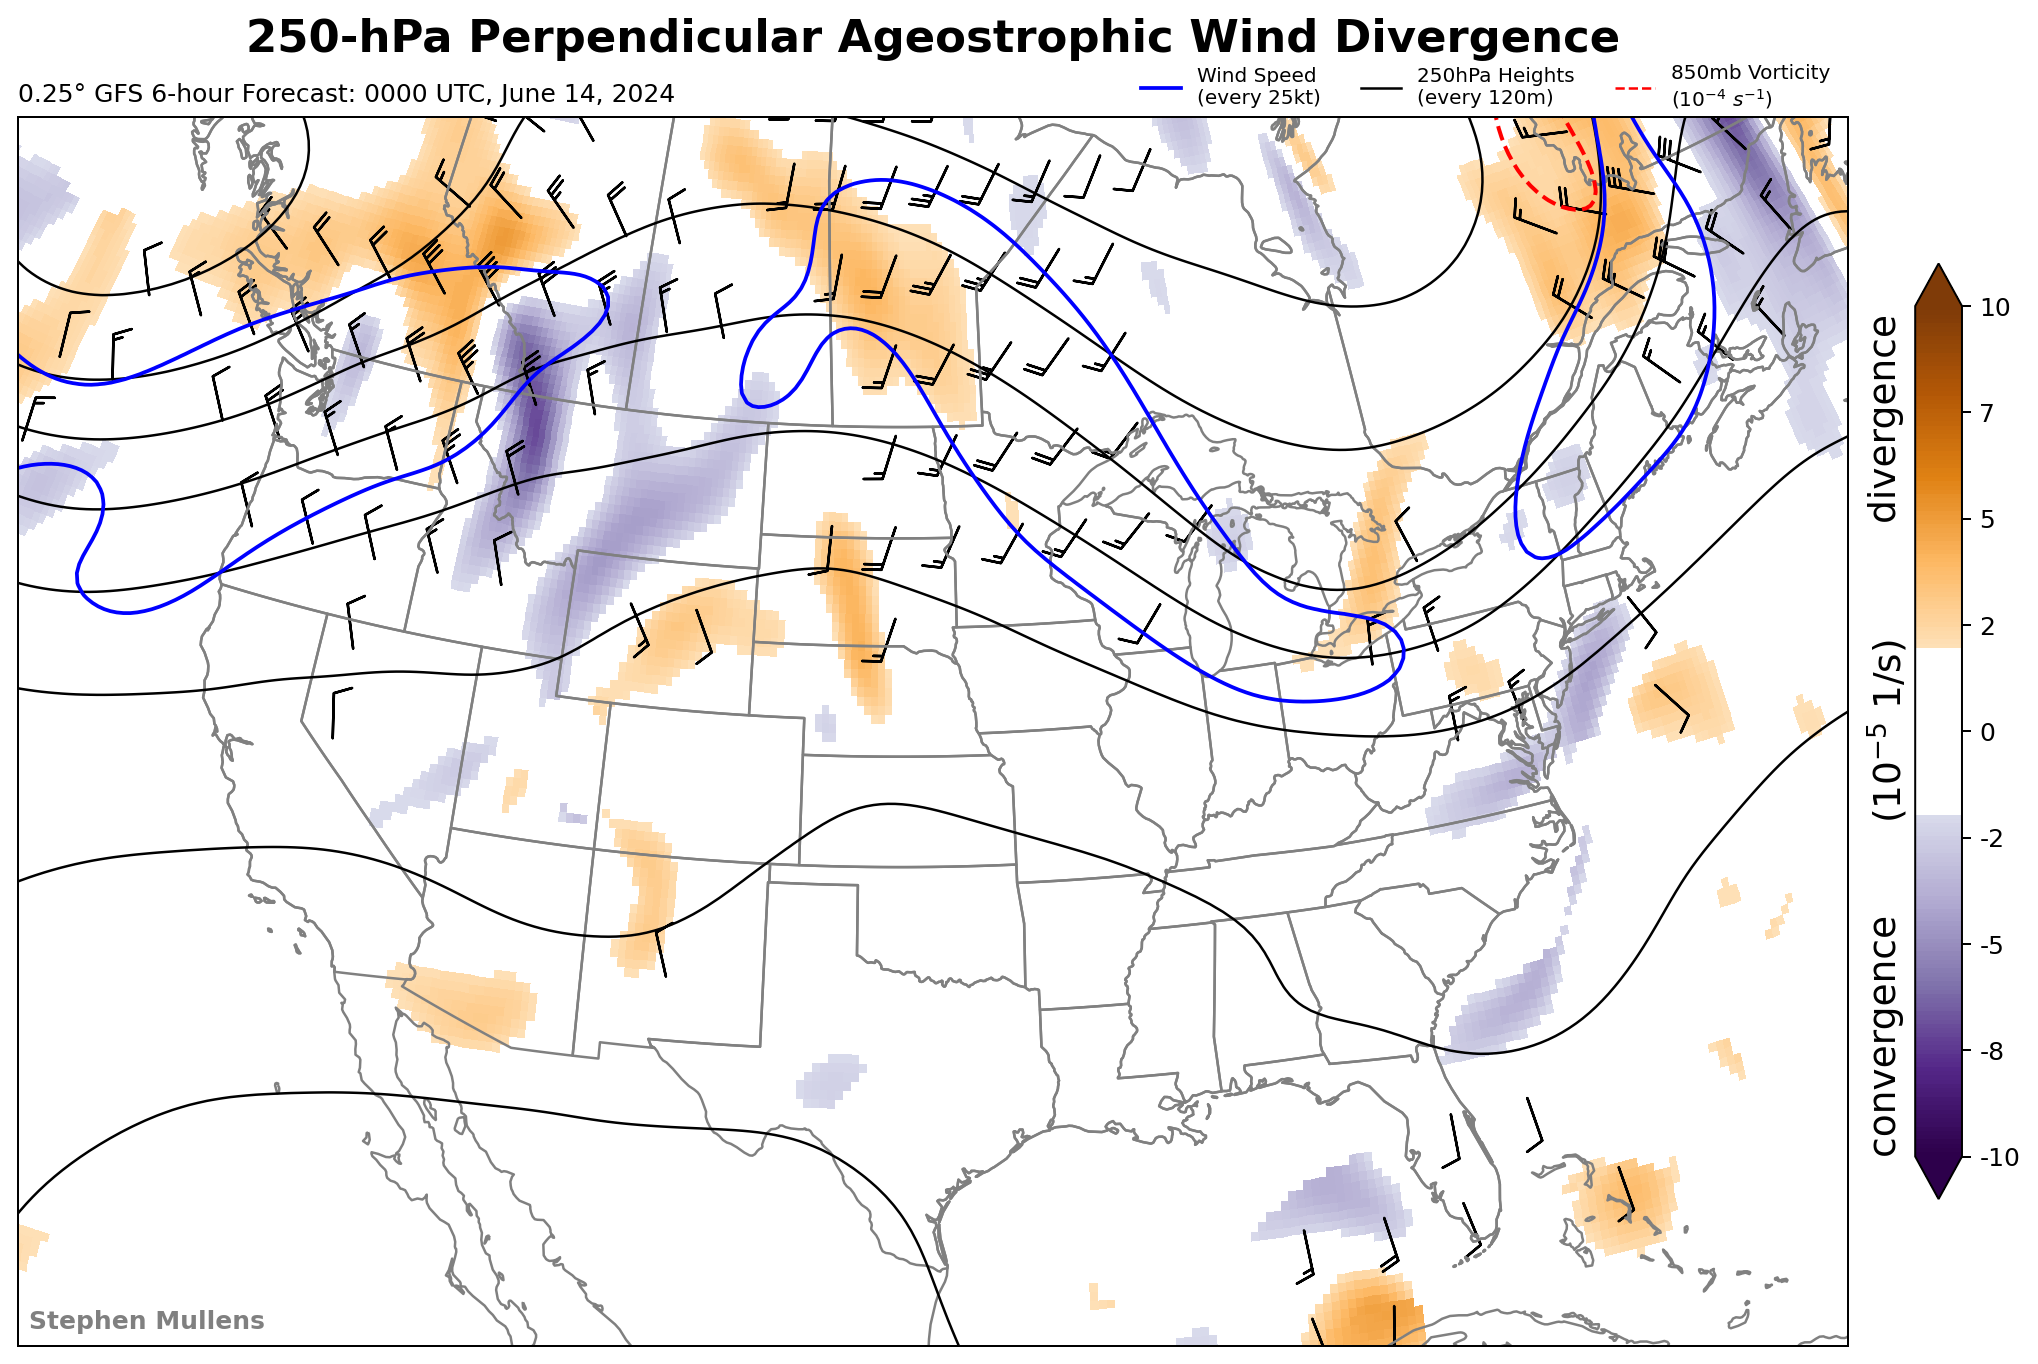 250-hPa Perpendicular Ageostrophic Wind Divergence
0.25° GFS 6-hour Forecast: 0000 UTC, June 14, 2024
Wind Speed
(every 25kt)
250hPa Heights
(every 120m)
850mb Vorticity
(10⁻⁴ s⁻¹)
10
7
5
2
0
-2
-5
-8
-10
convergence (10⁻⁵ 1/s) divergence
Stephen Mullens